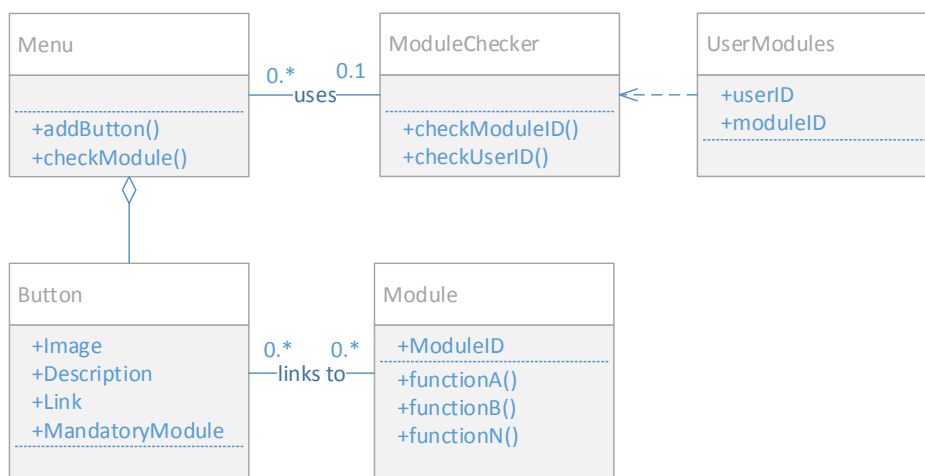 Menu
+addButton()
+checkModule()
0.*
0.1
uses
ModuleChecker
+checkModuleID()
+checkUserID()
UserModules
+userID
+moduleID
Button
+Image
+Description
+Link
+MandatoryModule
0.*
0.*
links to
Module
+ModuleID
+functionA()
+functionB()
+functionN()